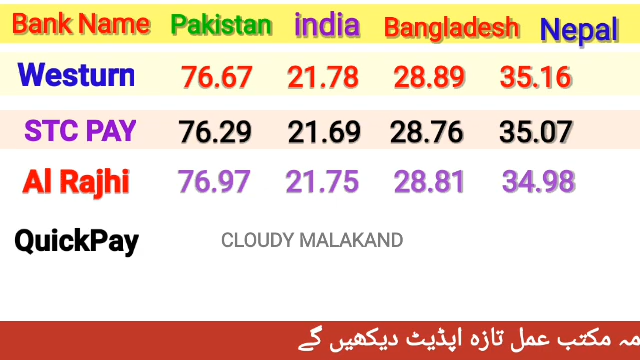 Bank Name Pakistan india Bangladesh Nepal
Westurn 76.67 21.78 28.89 35.16
STC PAY 76.29 21.69 28.76 35.07
Al Rajhi 76.97 21.75 28.81 34.98
QuickPay CLOUDY MALAKAND
مکتب عمل تازہ اپڈیٹ دیکھیں گے